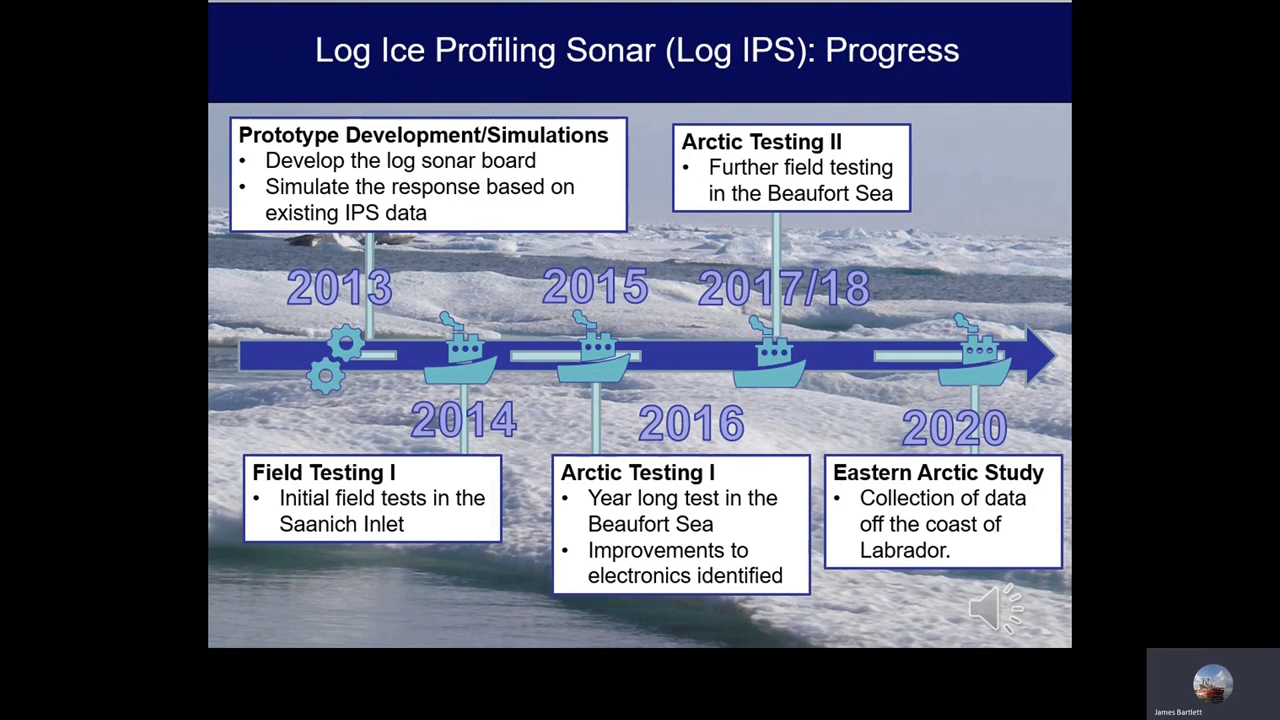 Log Ice Profiling Sonar (Log IPS): Progress
Prototype Development/Simulations
• Develop the log sonar board
• Simulate the response based on
existing IPS data
Arctic Testing II
• Further field testing
in the Beaufort Sea
2013
2015
2017/18
2014
2016
2020
Field Testing I
• Initial field tests in the
Saanich Inlet
Arctic Testing I
• Year long test in the
Beaufort Sea
• Improvements to
electronics identified
Eastern Arctic Study
• Collection of data
off the coast of
Labrador.
James Bartlett